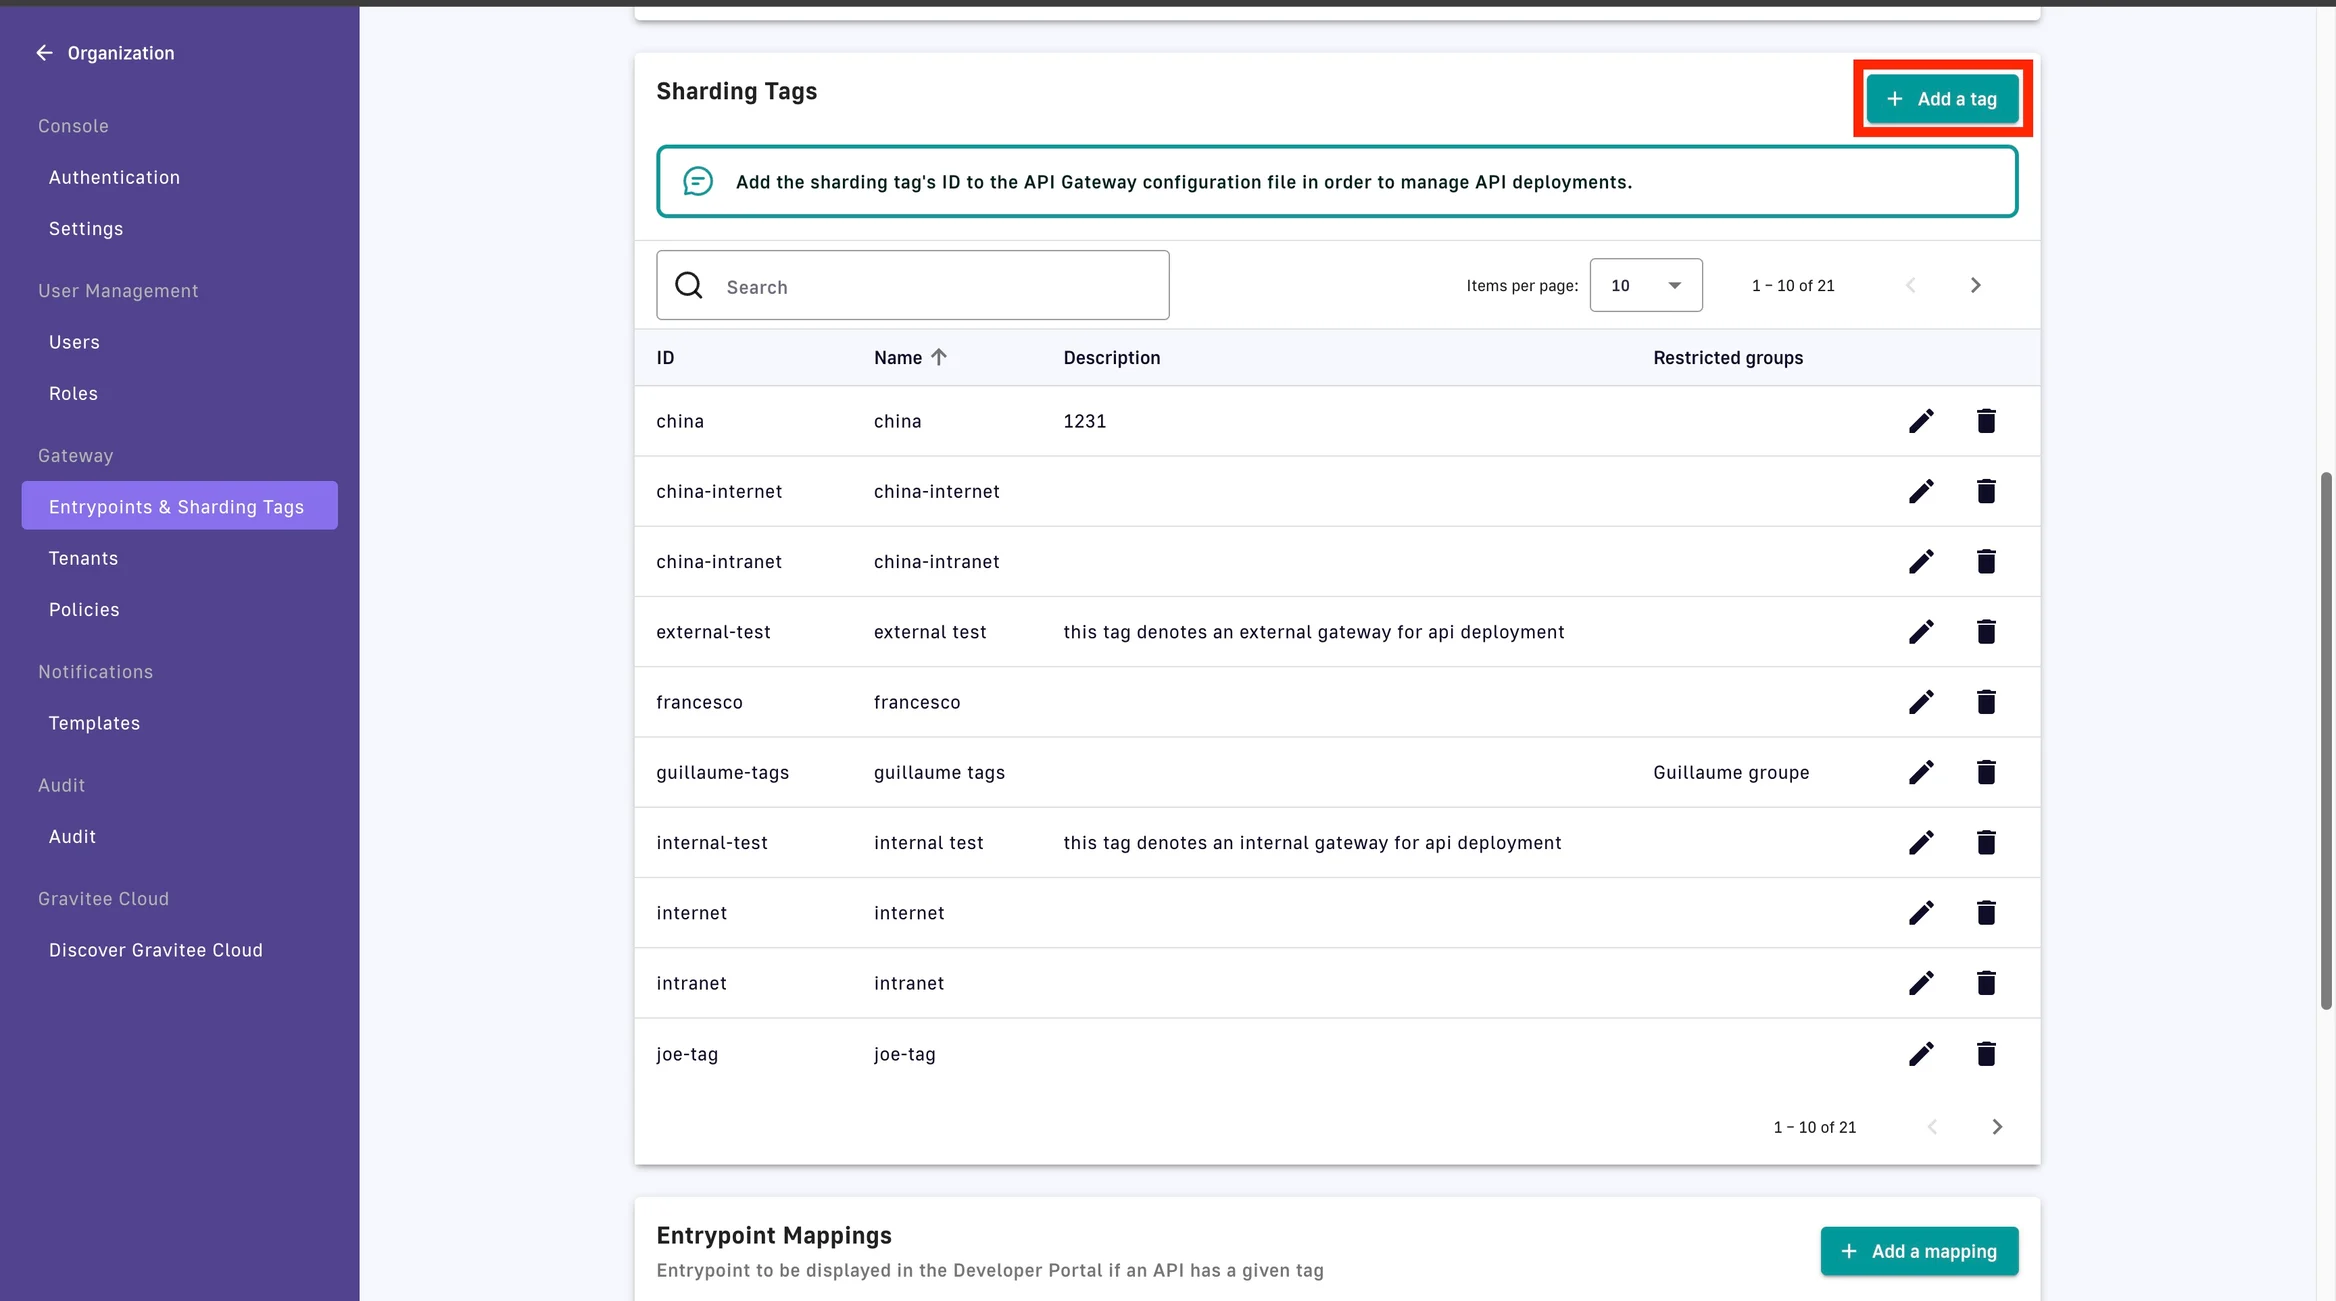 Organization
Console
Authentication
Settings
User Management
Users
Roles
Gateway
Entrypoints & Sharding Tags
Tenants
Policies
Notifications
Templates
Audit
Audit
Gravitee Cloud
Discover Gravitee Cloud
Sharding Tags
Add a tag
Add the sharding tag's ID to the API Gateway configuration file in order to manage API deployments.
Search
Items per page: 10 1 – 10 of 21
ID Name Description Restricted groups
china china 1231
china-internet china-internet
china-intranet china-intranet
external-test external test this tag denotes an external gateway for api deployment
francesco francesco
guillaume-tags guillaume tags Guillaume groupe
internal-test internal test this tag denotes an internal gateway for api deployment
internet internet
intranet intranet
joe-tag joe-tag
1 – 10 of 21
Entrypoint Mappings
Add a mapping
Entrypoint to be displayed in the Developer Portal if an API has a given tag